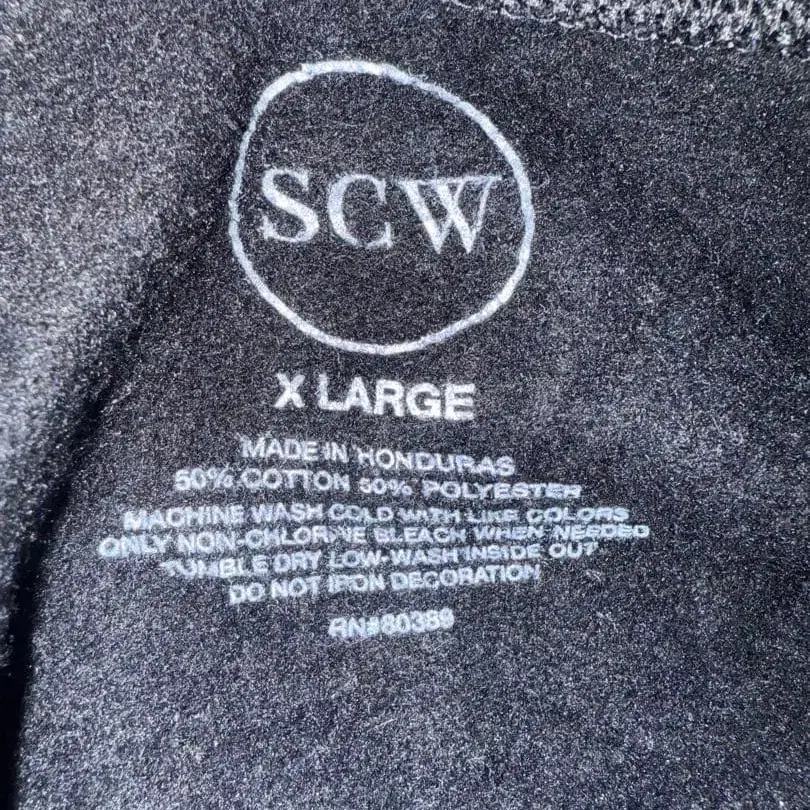 SCW
X LARGE
MADE IN HONDURAS
50% COTTON 50% POLYESTER
MACHINE WASH COLD WITH LIKE COLORS
ONLY NON-CHLORINE BLEACH WHEN NEEDED
TUMBLE DRY LOW-WASH INSIDE OUT
DO NOT IRON DECORATION
RN#80389